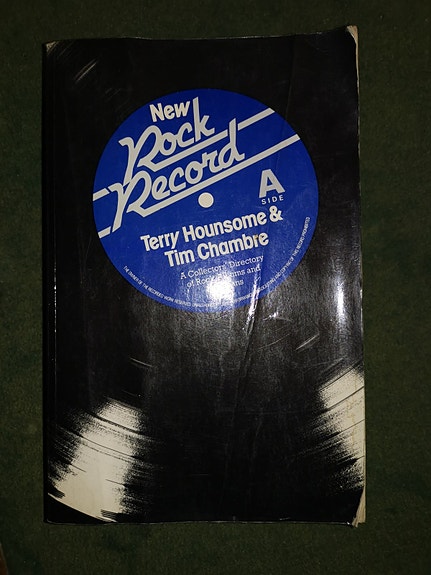 New
Rock
Record
A
SIDE
Terry Hounsome &
Tim Chambre
A Collectors' Directory
of Rock Albums and